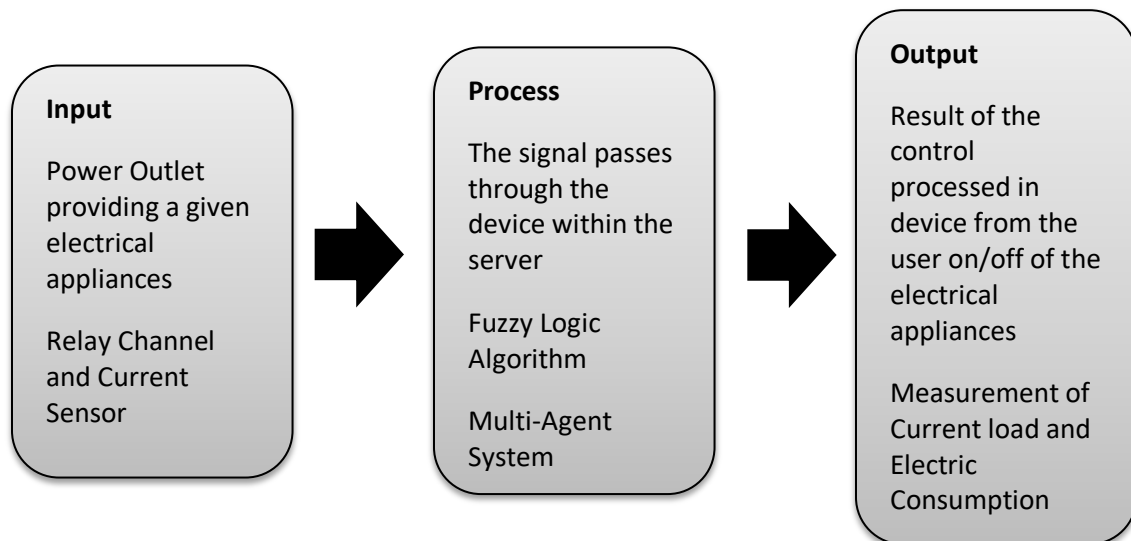 Input
Power Outlet
providing a given
electrical
appliances
Relay Channel
and Current
Sensor
Process
The signal passes
through the
device within the
server
Fuzzy Logic
Algorithm
Multi-Agent
System
Output
Result of the
control
processed in
device from the
user on/off of the
electrical
appliances
Measurement of
Current load and
Electric
Consumption